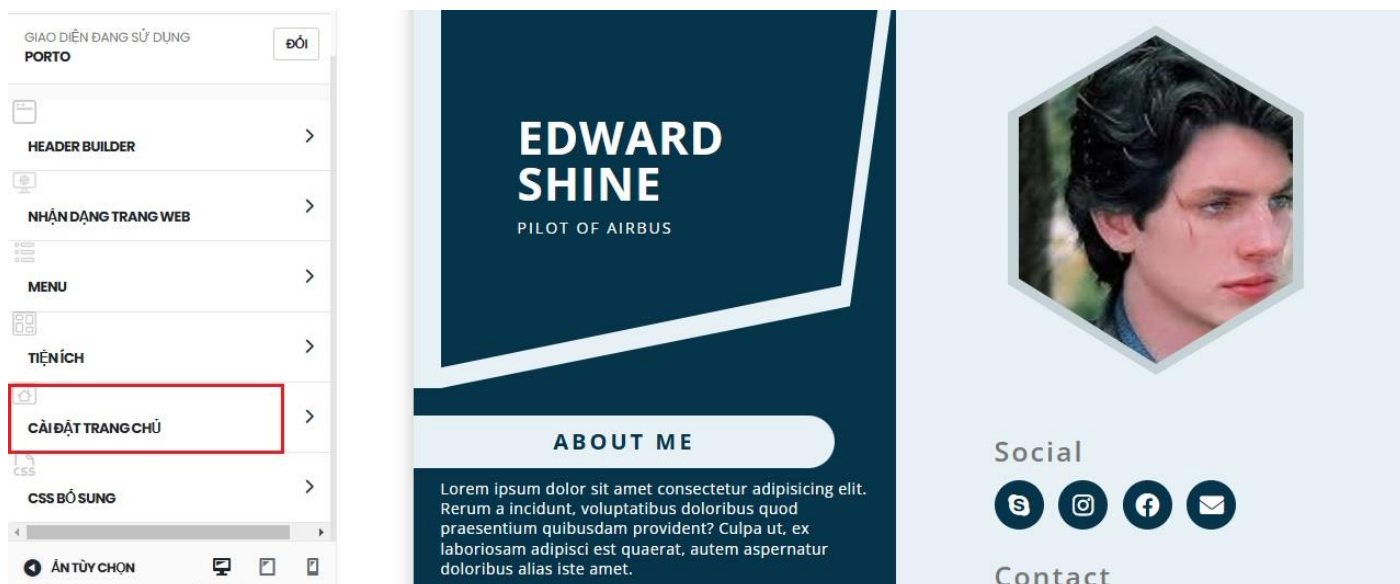 GIAO DIỆN ĐANG SỬ DỤNG
PORTO
ĐỔI
HEADER BUILDER
NHẬN DẠNG TRANG WEB
MENU
TIỆN ÍCH
CÀI ĐẶT TRANG CHỦ
CSS
CSS BỔ SUNG
ẨN TÙY CHỌN
EDWARD
SHINE
PILOT OF AIRBUS
ABOUT ME
Lorem ipsum dolor sit amet consectetur adipisicing elit.
Rerum a incidunt, voluptatibus doloribus quod
praesentium quibusdam provident? Culpa ut, ex
laboriosam adipisci est quaerat, autem aspernatur
doloribus alias iste amet.
Social
Contact